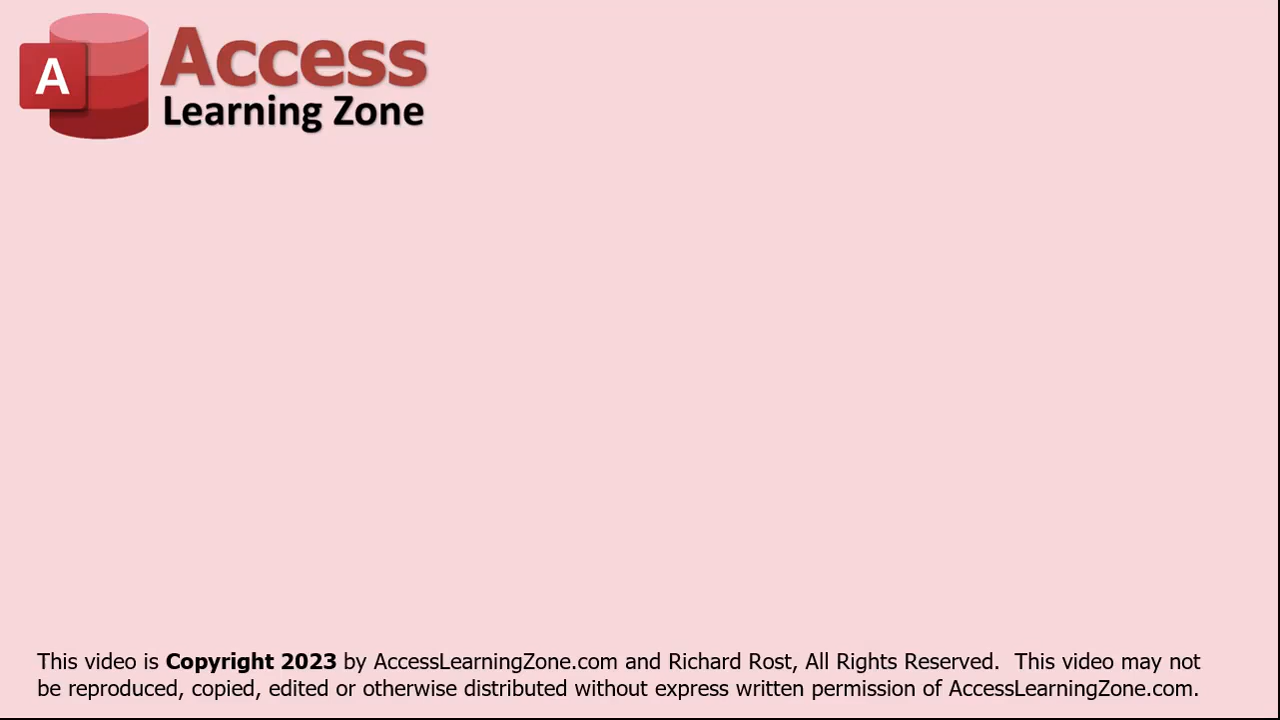 A
Access
Learning Zone
This video is Copyright 2023 by AccessLearningZone.com and Richard Rost, All Rights Reserved.  This video may not
be reproduced, copied, edited or otherwise distributed without express written permission of AccessLearningZone.com.